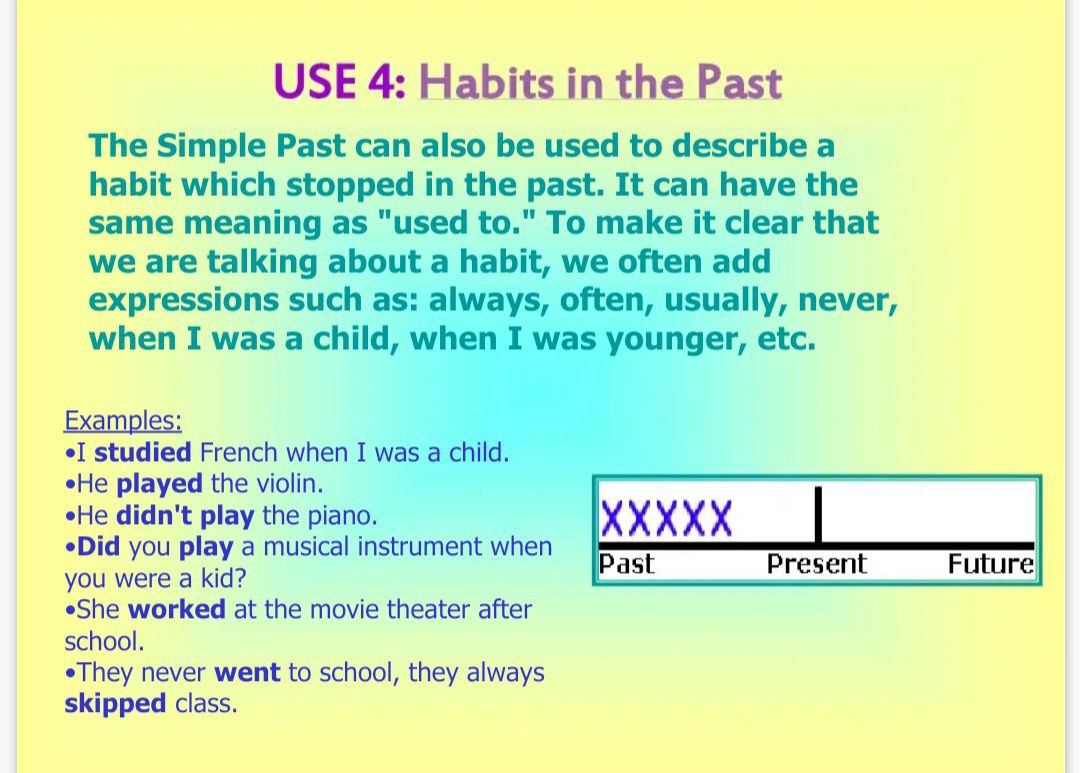 USE 4: Habits in the Past
The Simple Past can also be used to describe a
habit which stopped in the past. It can have the
same meaning as "used to." To make it clear that
we are talking about a habit, we often add
expressions such as: always, often, usually, never,
when I was a child, when I was younger, etc.
Examples:
•I studied French when I was a child.
•He played the violin.
•He didn't play the piano.
•Did you play a musical instrument when
you were a kid?
•She worked at the movie theater after
school.
•They never went to school, they always
skipped class.
XXXXX
Past Present Future